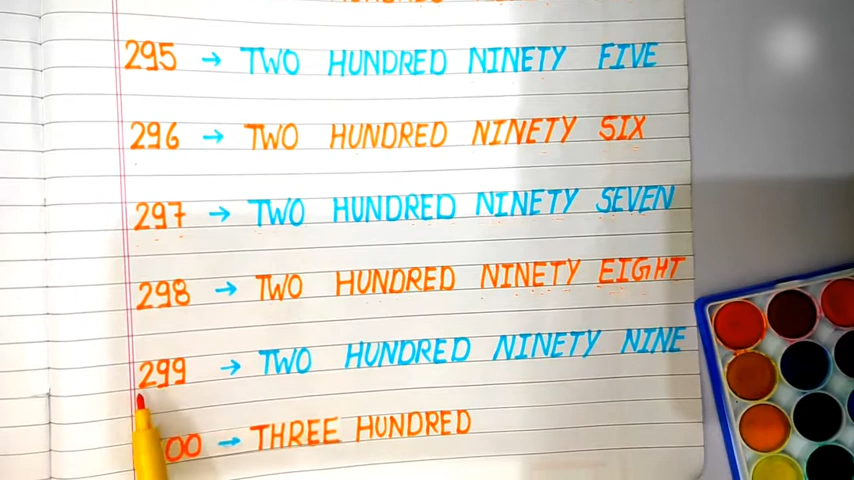 295 → TWO HUNDRED NINETY FIVE
296 → TWO HUNDRED NINETY SIX
297 → TWO HUNDRED NINETY SEVEN
298 → TWO HUNDRED NINETY EIGHT
299 → TWO HUNDRED NINETY NINE
00 → THREE HUNDRED